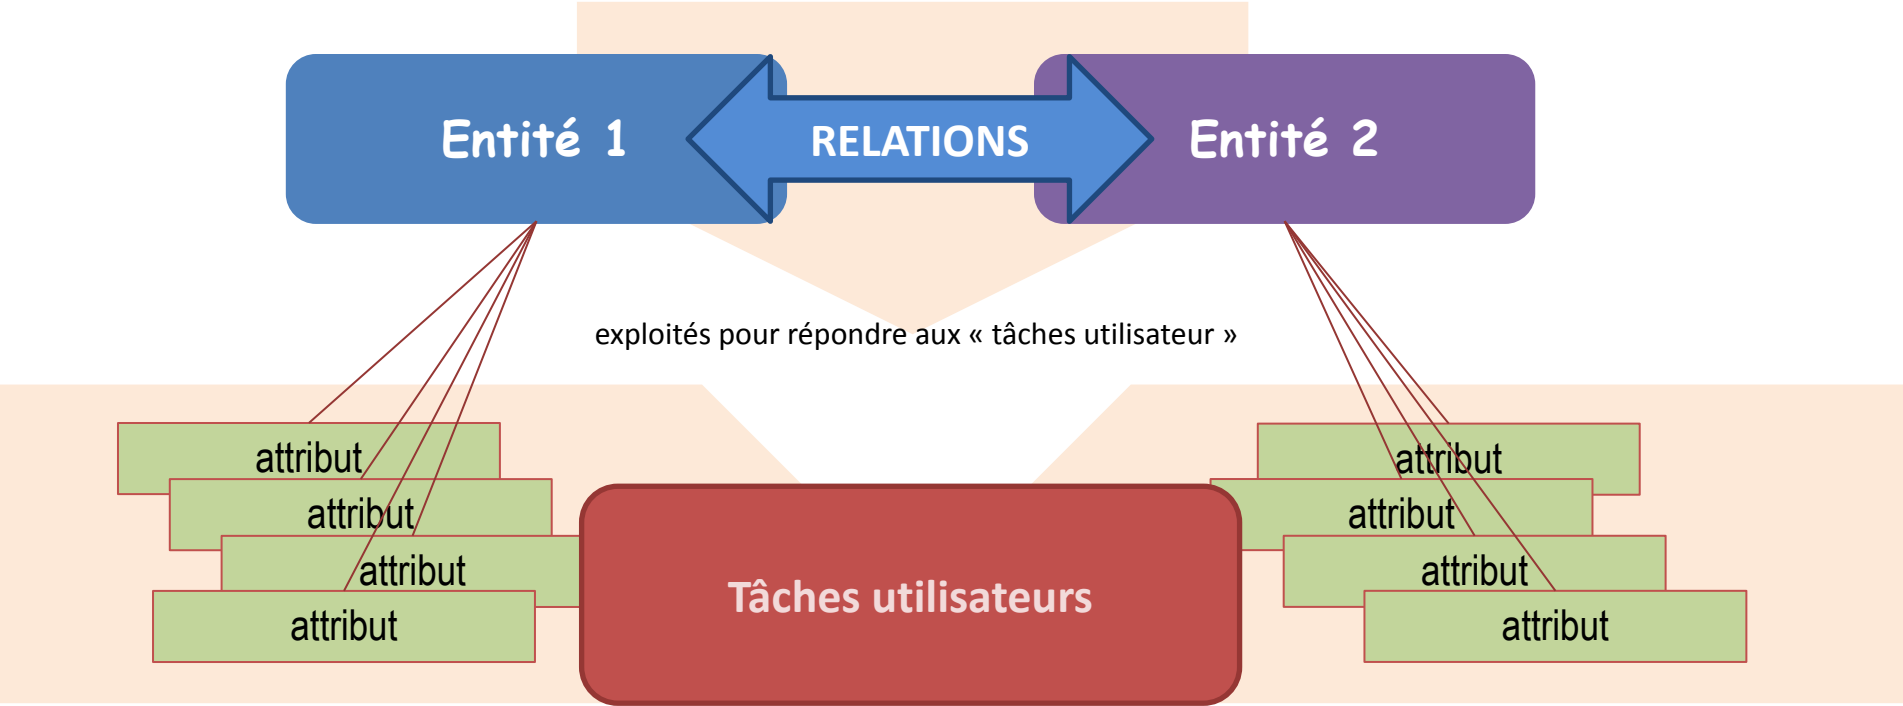 Entité 1
RELATIONS
Entité 2
exploités pour répondre aux « tâches utilisateur »
attribut
attribut
attribut
attribut
attribut
attribut
attribut
attribut
Tâches utilisateurs